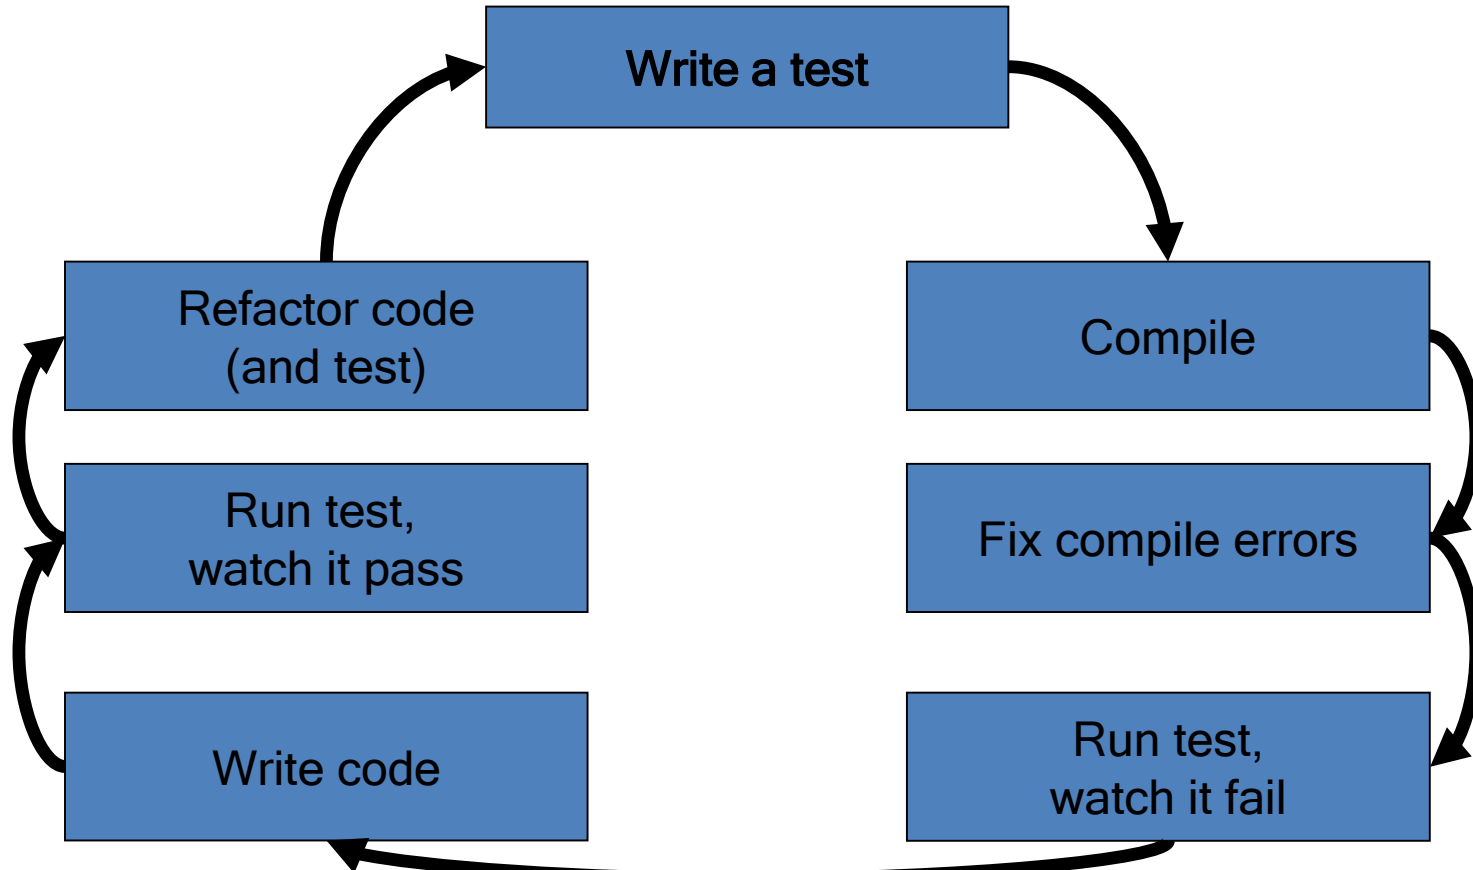 Write a test
Refactor code
(and test)
Compile
Run test,
watch it pass
Fix compile errors
Write code
Run test,
watch it fail